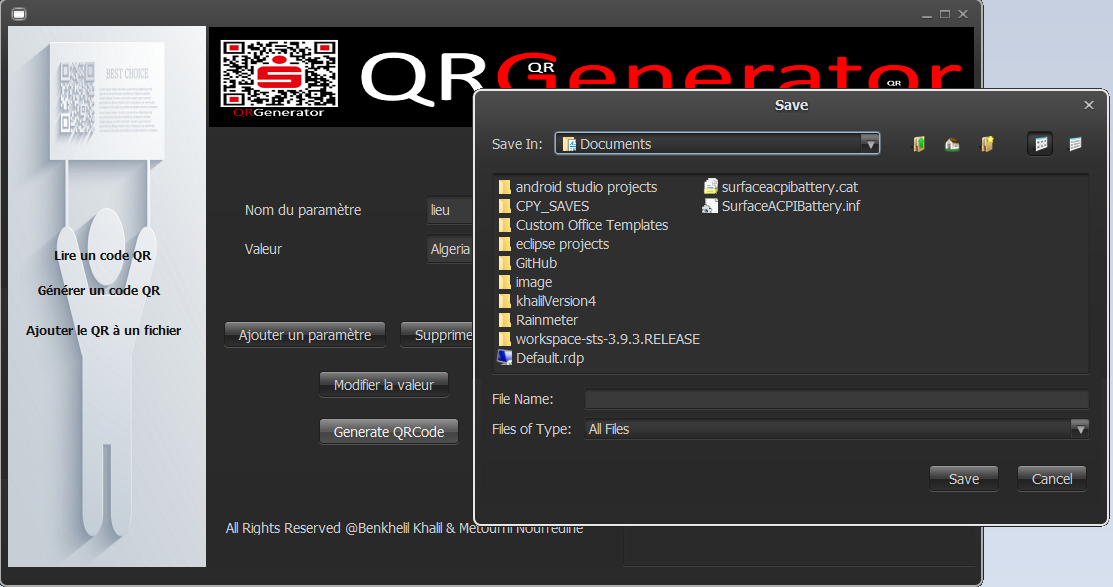 QRGenerator
QR
QR
QRGenerator
BEST CHOICE
Lire un code QR
Générer un code QR
Ajouter le QR à un fichier
Nom du paramètre
lieu
Valeur
Algeria
Ajouter un paramètre
Supprime
Modifier la valeur
Generate QRCode
All Rights Reserved @Benkhelil Khalil & Metourni Nourredine
Save
Save In:
Documents
android studio projects
CPY_SAVES
Custom Office Templates
eclipse projects
GitHub
image
khalilVersion4
Rainmeter
workspace-sts-3.9.3.RELEASE
Default.rdp
surfaceacpibattery.cat
SurfaceACPIBattery.inf
File Name:
Files of Type:
All Files
Save
Cancel